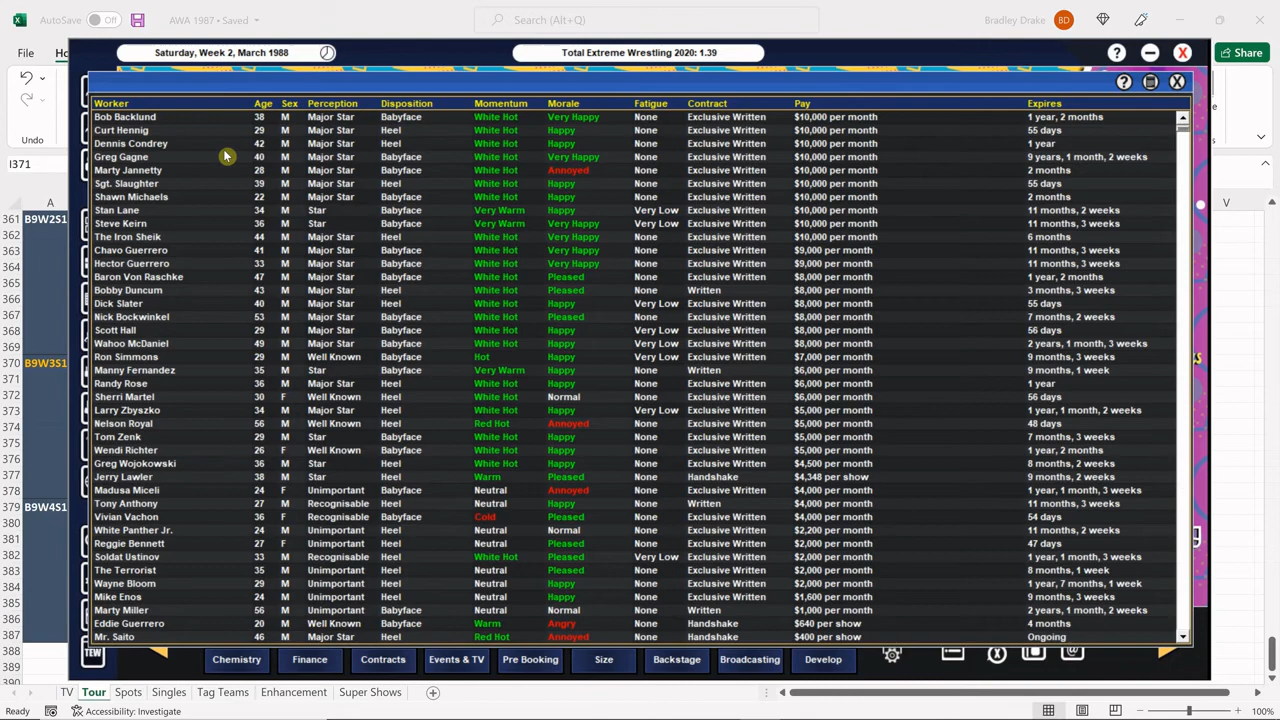 AutoSave Off AWA 1987 • Saved Search (Alt+Q) Bradley Drake BD
File Share
Saturday, Week 2, March 1988 Total Extreme Wrestling 2020: 1.39
Undo
I371
A V
Worker Age Sex Perception Disposition Momentum Morale Fatigue Contract Pay Expires
Bob Backlund 38 M Major Star Babyface White Hot Very Happy None Exclusive Written $10,000 per month 1 year, 2 months
Curt Hennig 29 M Major Star Heel White Hot Happy None Exclusive Written $10,000 per month 55 days
Dennis Condrey 42 M Major Star Heel White Hot Happy None Exclusive Written $10,000 per month 1 year
Greg Gagne 40 M Major Star Babyface White Hot Very Happy None Exclusive Written $10,000 per month 9 years, 1 month, 2 weeks
Marty Jannetty 28 M Major Star Babyface White Hot Annoyed None Exclusive Written $10,000 per month 2 months
Sgt. Slaughter 39 M Major Star Heel White Hot Happy None Exclusive Written $10,000 per month 55 days
Shawn Michaels 22 M Major Star Babyface White Hot Happy None Exclusive Written $10,000 per month 2 months
Stan Lane 34 M Star Babyface Very Warm Happy Very Low Exclusive Written $10,000 per month 11 months, 2 weeks
Steve Keirn 36 M Star Babyface Very Warm Very Happy Very Low Exclusive Written $10,000 per month 11 months, 3 weeks
The Iron Sheik 44 M Major Star Heel White Hot Very Happy None Exclusive Written $10,000 per month 6 months
Chavo Guerrero 41 M Major Star Babyface White Hot Very Happy None Exclusive Written $9,000 per month 11 months, 3 weeks
Hector Guerrero 33 M Major Star Babyface White Hot Very Happy None Exclusive Written $9,000 per month 11 months, 3 weeks
Baron Von Raschke 47 M Major Star Babyface White Hot Pleased None Exclusive Written $8,000 per month 1 year, 2 months
Bobby Duncum 43 M Major Star Heel White Hot Pleased None Written $8,000 per month 3 months, 3 weeks
Dick Slater 40 M Major Star Heel White Hot Happy Very Low Exclusive Written $8,000 per month 55 days
Nick Bockwinkel 53 M Major Star Babyface White Hot Pleased None Exclusive Written $8,000 per month 7 months, 2 weeks
Scott Hall 29 M Major Star Babyface White Hot Happy Very Low Exclusive Written $8,000 per month 56 days
Wahoo McDaniel 49 M Major Star Babyface White Hot Happy Very Low Exclusive Written $8,000 per month 2 years, 1 month, 3 weeks
Ron Simmons 29 M Well Known Babyface Hot Happy Very Low Exclusive Written $7,000 per month 9 months, 3 weeks
Manny Fernandez 35 M Star Babyface Very Warm Happy None Written $6,000 per month 9 months, 1 week
Randy Rose 36 M Major Star Heel White Hot Happy None Exclusive Written $6,000 per month 1 year
Sherri Martel 30 F Well Known Heel White Hot Normal None Exclusive Written $6,000 per month 56 days
Larry Zbyszko 34 M Major Star Heel White Hot Happy Very Low Exclusive Written $5,000 per month 1 year, 1 month, 2 weeks
Nelson Royal 56 M Well Known Babyface Red Hot Annoyed None Exclusive Written $5,000 per month 48 days
Tom Zenk 29 M Star Babyface White Hot Happy None Exclusive Written $5,000 per month 7 months, 3 weeks
Wendi Richter 26 F Well Known Babyface White Hot Happy None Exclusive Written $5,000 per month 1 year, 2 months
Greg Wojokowski 36 M Star Heel White Hot Happy None Exclusive Written $4,500 per month 8 months, 2 weeks
Jerry Lawler 38 M Star Heel Warm Pleased None Handshake $4,348 per show 9 months, 2 weeks
Madusa Miceli 24 F Unimportant Babyface Neutral Annoyed None Exclusive Written $4,000 per month 1 year, 1 month, 3 weeks
Tony Anthony 27 M Recognisable Heel Neutral Happy None Written $4,000 per month 11 months, 3 weeks
Vivian Vachon 36 F Recognisable Babyface Cold Pleased None Exclusive Written $4,000 per month 54 days
White Panther Jr. 24 M Unimportant Heel Neutral Normal None Exclusive Written $2,200 per month 11 months, 2 weeks
Reggie Bennett 27 F Unimportant Heel Neutral Pleased None Exclusive Written $2,000 per month 47 days
Soldat Ustinov 33 M Recognisable Heel White Hot Pleased Very Low Exclusive Written $2,000 per month 1 year, 1 month, 3 weeks
The Terrorist 35 M Unimportant Heel Neutral Pleased None Exclusive Written $2,000 per month 8 months, 1 week
Wayne Bloom 29 M Unimportant Heel Neutral Happy None Exclusive Written $2,000 per month 1 year, 7 months, 1 week
Mike Enos 24 M Unimportant Heel Neutral Happy None Exclusive Written $1,600 per month 9 months, 3 weeks
Marty Miller 56 M Unimportant Babyface Neutral Normal None Written $1,000 per month 2 years, 1 month, 2 weeks
Eddie Guerrero 20 M Well Known Babyface Warm Angry None Handshake $640 per show 4 months
Mr. Saito 46 M Major Star Heel Red Hot Annoyed None Handshake $400 per show Ongoing
361 B9W2S1
370 B9W3S1
371
377
378
379 B9W4S1
382
383
384
385
386
387
388
389
TEW Chemistry Finance Contracts Events & TV Pre Booking Size Backstage Broadcasting Develop
TV Tour Spots Singles Tag Teams Enhancement Super Shows
Ready Accessibility: Investigate 100%